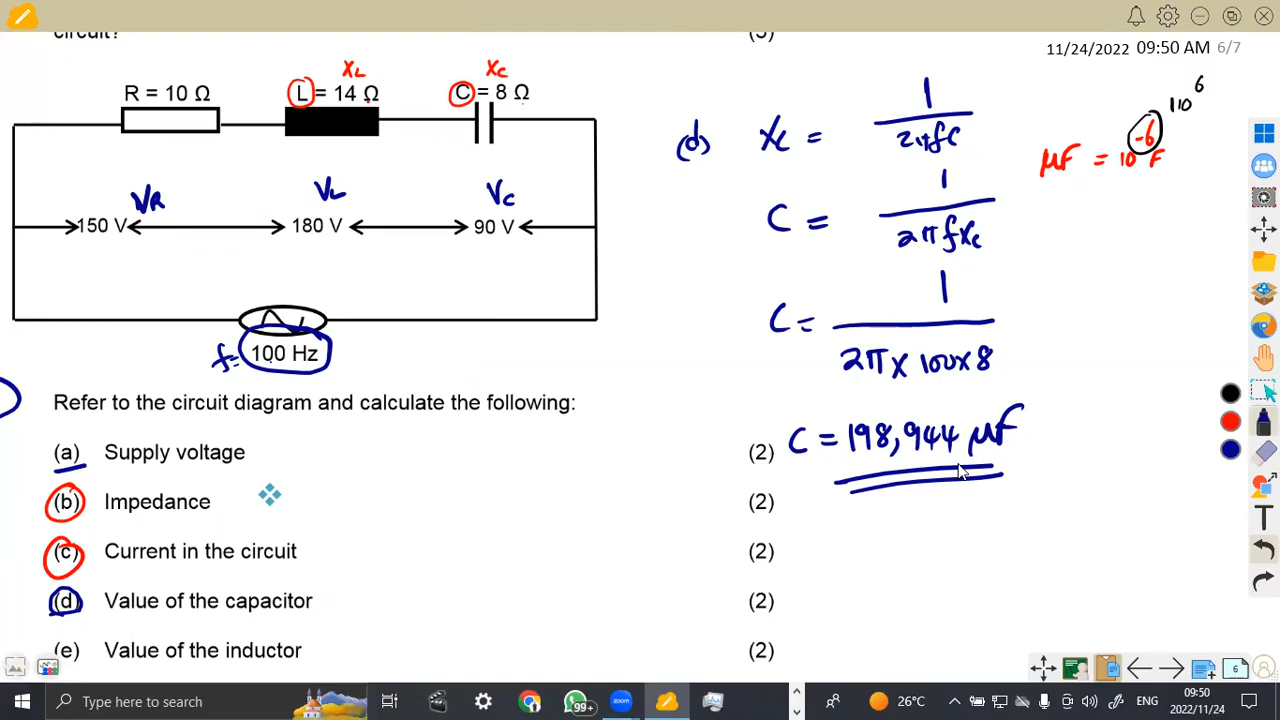 circuit?
(5)
11/24/2022 09:50 AM 6/7
R = 10 Ω
XL
L = 14 Ω
XC
C = 8 Ω
VR
VL
VC
150 V
180 V
90 V
f=
100 Hz
Refer to the circuit diagram and calculate the following:
(a) Supply voltage (2)
(b) Impedance (2)
(c) Current in the circuit (2)
(d) Value of the capacitor (2)
(e) Value of the inductor (2)
(d) XC = 1
2πfC
C = 1
2πfXC
C = 1
2π x 100 x 8
C = 198,944 μF
μF = 10^-6 F
6
T
6
Type here to search
99+
26°C
ENG
09:50
2022/11/24